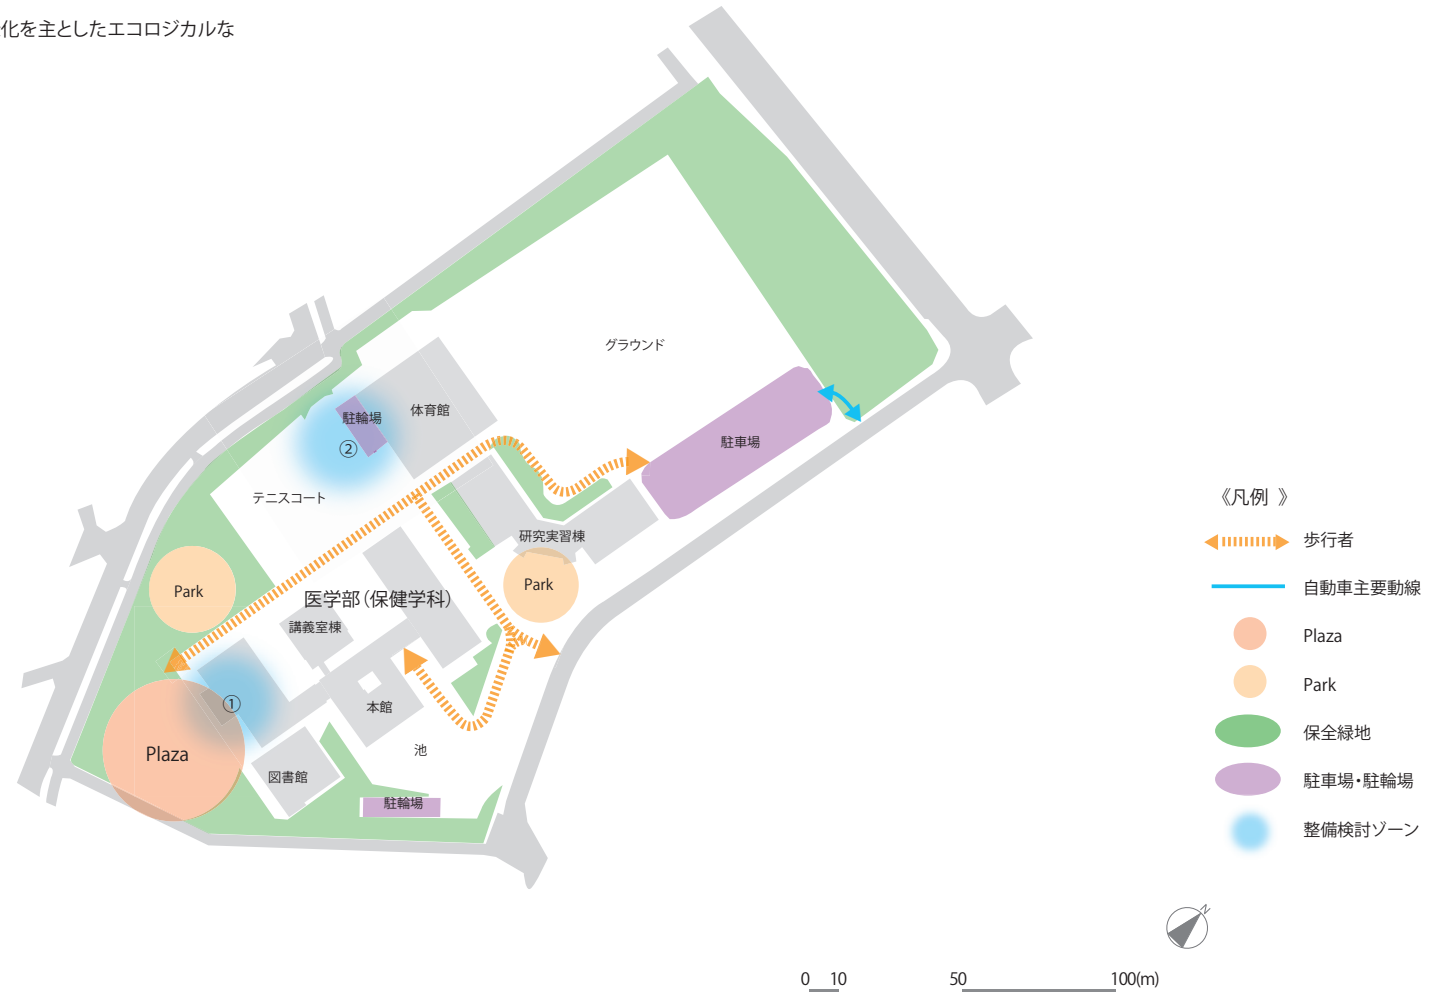 化を主としたエコロジカルな
グラウンド
体育館
駐輪場
②
駐車場
テニスコート
研究実習棟
Park
Park
医学部（保健学科）
講義室棟
①
本館
Plaza
池
図書館
駐輪場
《凡例 》
歩行者
自動車主要動線
Plaza
Park
保全緑地
駐車場・駐輪場
整備検討ゾーン
N
0 10 50 100(m)